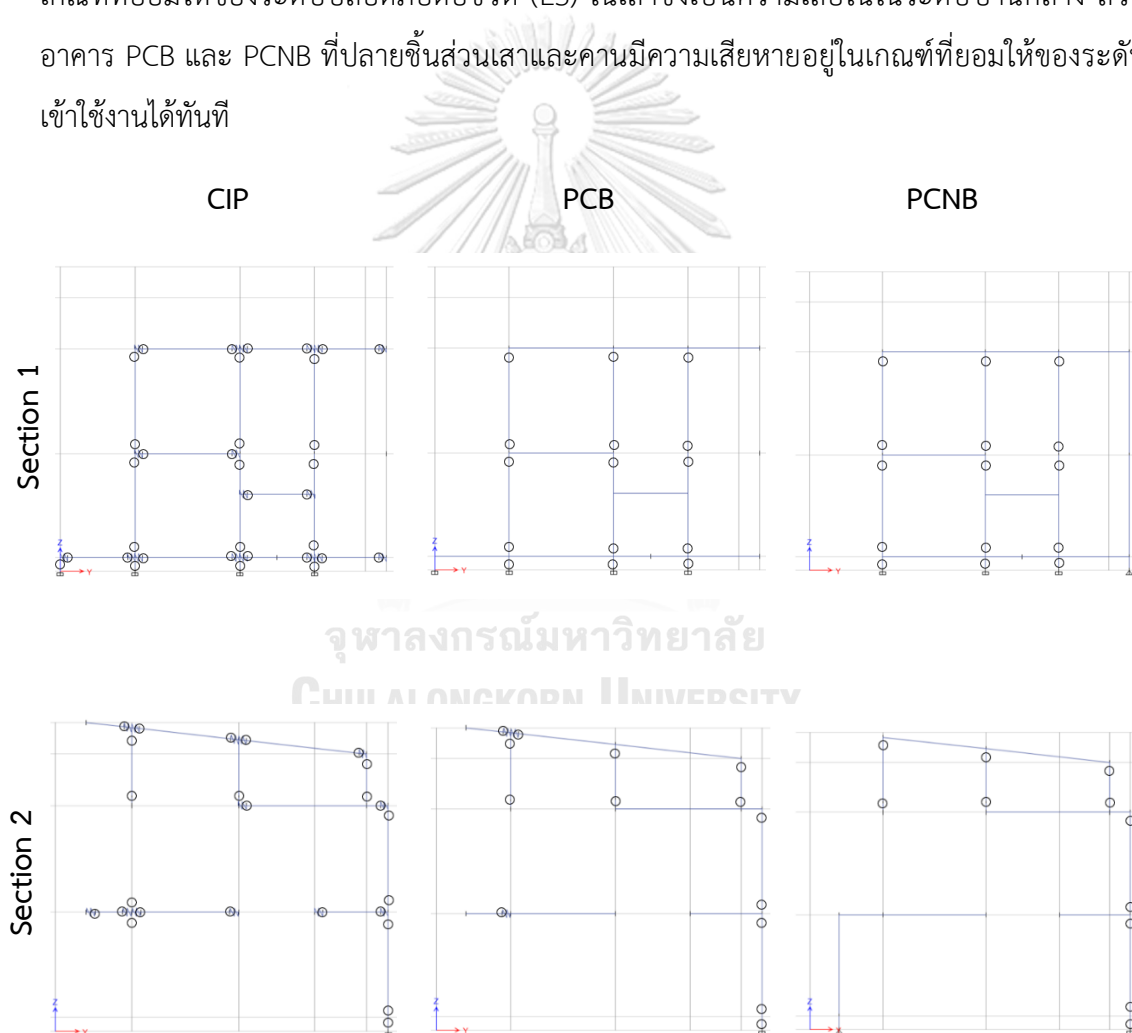 อาคาร PCB และ PCNB ที่ปลายชิ้นส่วนเสาและคานมีความเสียหายอยู่ในเกณฑ์ที่ยอมให้ของ
เข้าใช้งานได้ทันที
CIP PCB PCNB
Section 1
Z Y Z Y Z Y
จุฬาลงกรณ์มหาวิทยาลัย
CHULALONGKORN UNIVERSITY
Section 2
Z Y Z Y Z